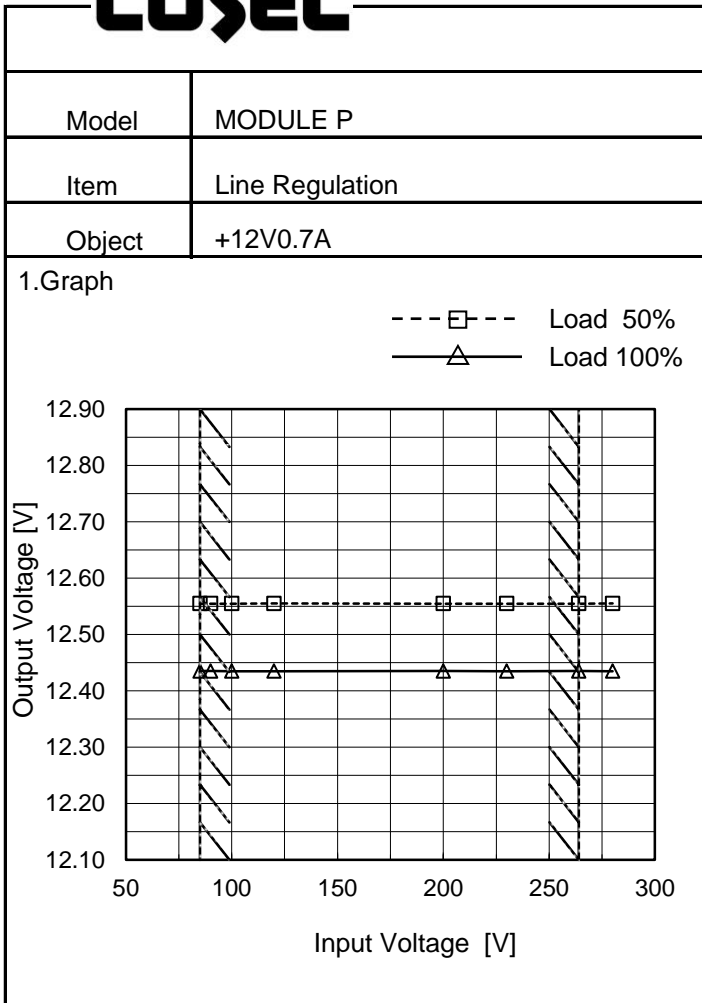 COSEL
Model MODULE P
Item Line Regulation
Object +12V0.7A
1.Graph
Load 50%
Load 100%
12.90
12.80
12.70
12.60
12.50
12.40
12.30
12.20
12.10
Output Voltage [V]
50 100 150 200 250 300
Input Voltage [V]